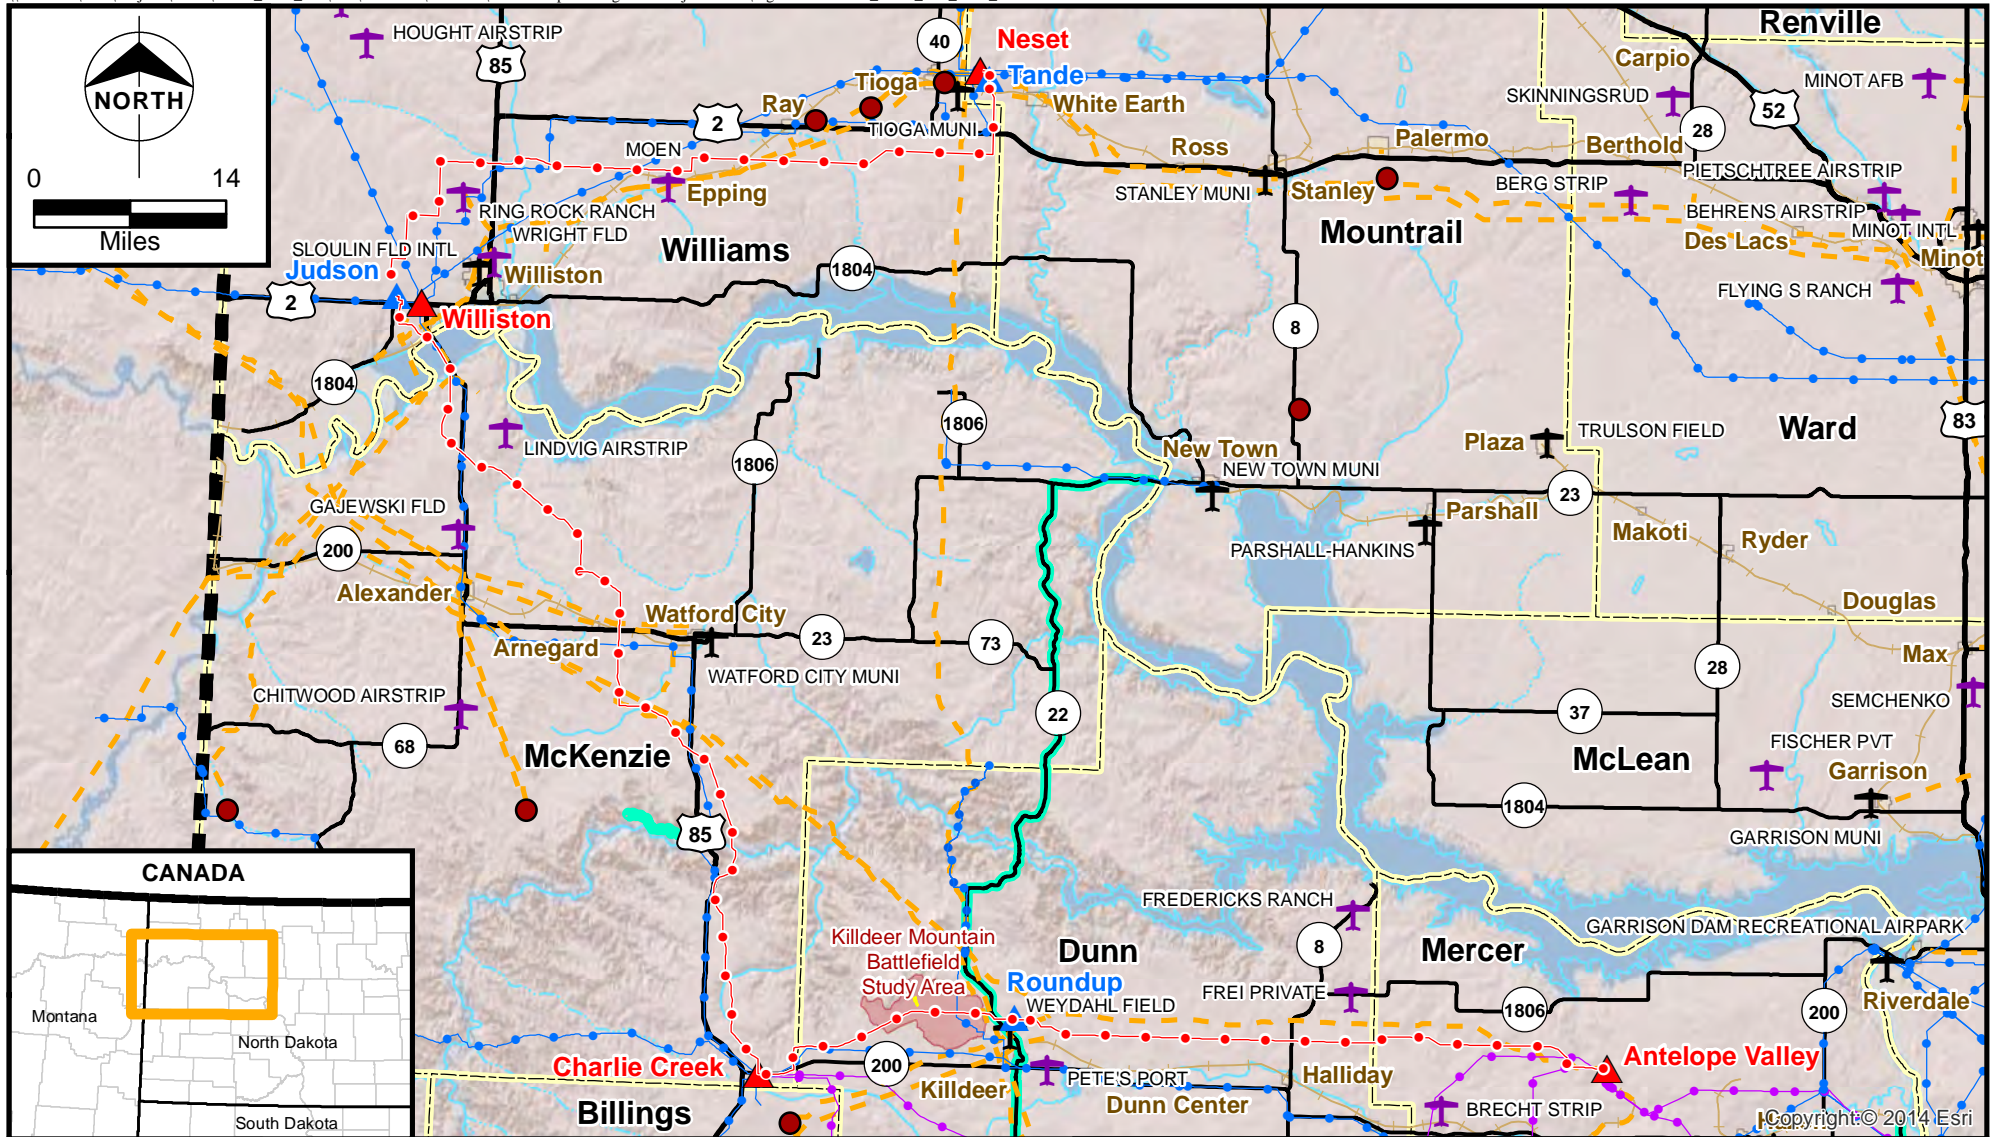 NORTH
0 14
Miles
HOUGHT AIRSTRIP
85
40
Neset
Tande
Tioga
Ray
2
TIOGA MUNI
White Earth
MOEN
Epping
Ross
Palermo
STANLEY MUNI
Stanley
Renville
Carpio
MINOT AFB
SKINNINGSRUD
28
52
Berthold
PIETSCHTREE AIRSTRIP
BERG STRIP
BEHRENS AIRSTRIP
MINOT INTL
Des Lacs
Minot
FLYING S RANCH
RING ROCK RANCH
WRIGHT FLD
SLOULIN FLD INTL
Judson
Williston
Williston
2
Williams
1804
Mountrail
8
1804
LINDVIG AIRSTRIP
1806
1806
New Town
NEW TOWN MUNI
Plaza
TRULSON FIELD
Ward
83
23
GAJEWSKI FLD
200
Alexander
Parshall
PARSHALL-HANKINS
Makoti
Ryder
Douglas
Max
Watford City
Arnegard
23
73
WATFORD CITY MUNI
CHITWOOD AIRSTRIP
68
McKenzie
22
28
37
SEMCHENKO
McLean
FISCHER PVT
Garrison
1804
GARRISON MUNI
85
CANADA
Montana
North Dakota
South Dakota
Killdeer Mountain
Battlefield
Study Area
Dunn
Roundup
WEYDAHL FIELD
FREDERICKS RANCH
8
FREI PRIVATE
Mercer
GARRISON DAM RECREATIONAL AIRPARK
1806
Riverdale
200
Charlie Creek
200
Killdeer
PETE'S PORT
Dunn Center
Halliday
Antelope Valley
BRECHT STRIP
Billings
Copyright:© 2014 Esri